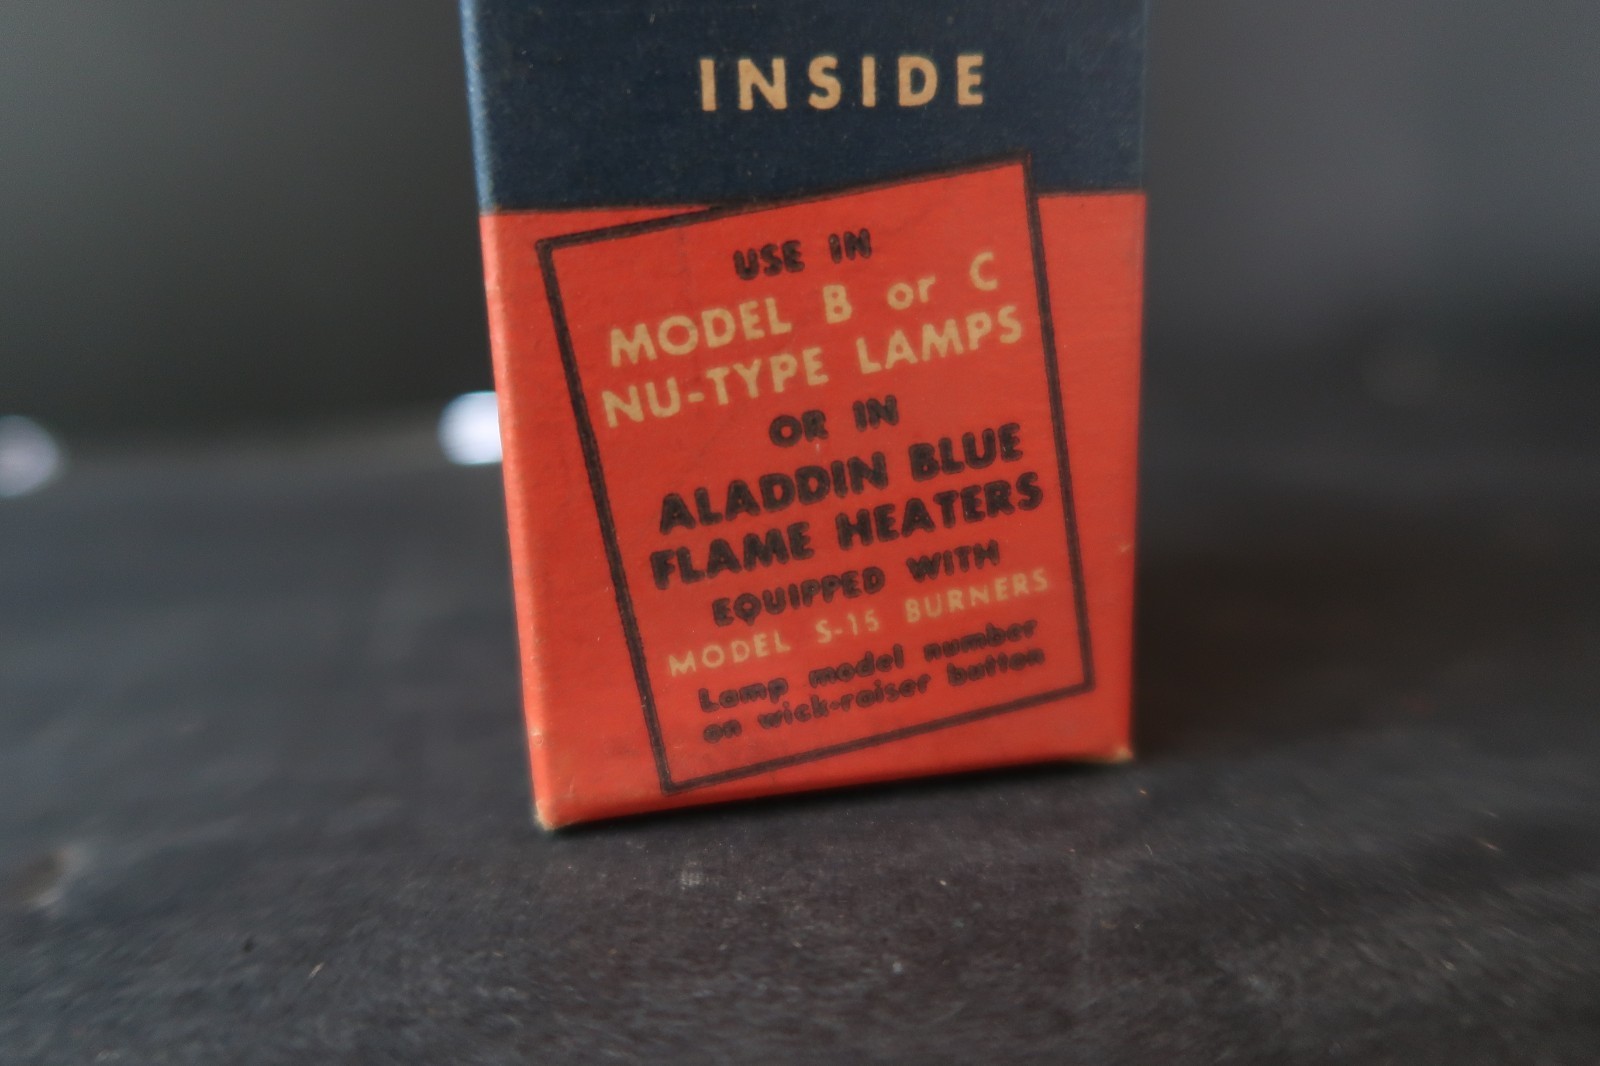 INSIDE
USE IN
MODEL B or C
NU-TYPE LAMPS
OR IN
ALADDIN BLUE
FLAME HEATERS
EQUIPPED WITH
MODEL S-15 BURNERS
Lamp model number
on wick-raiser button